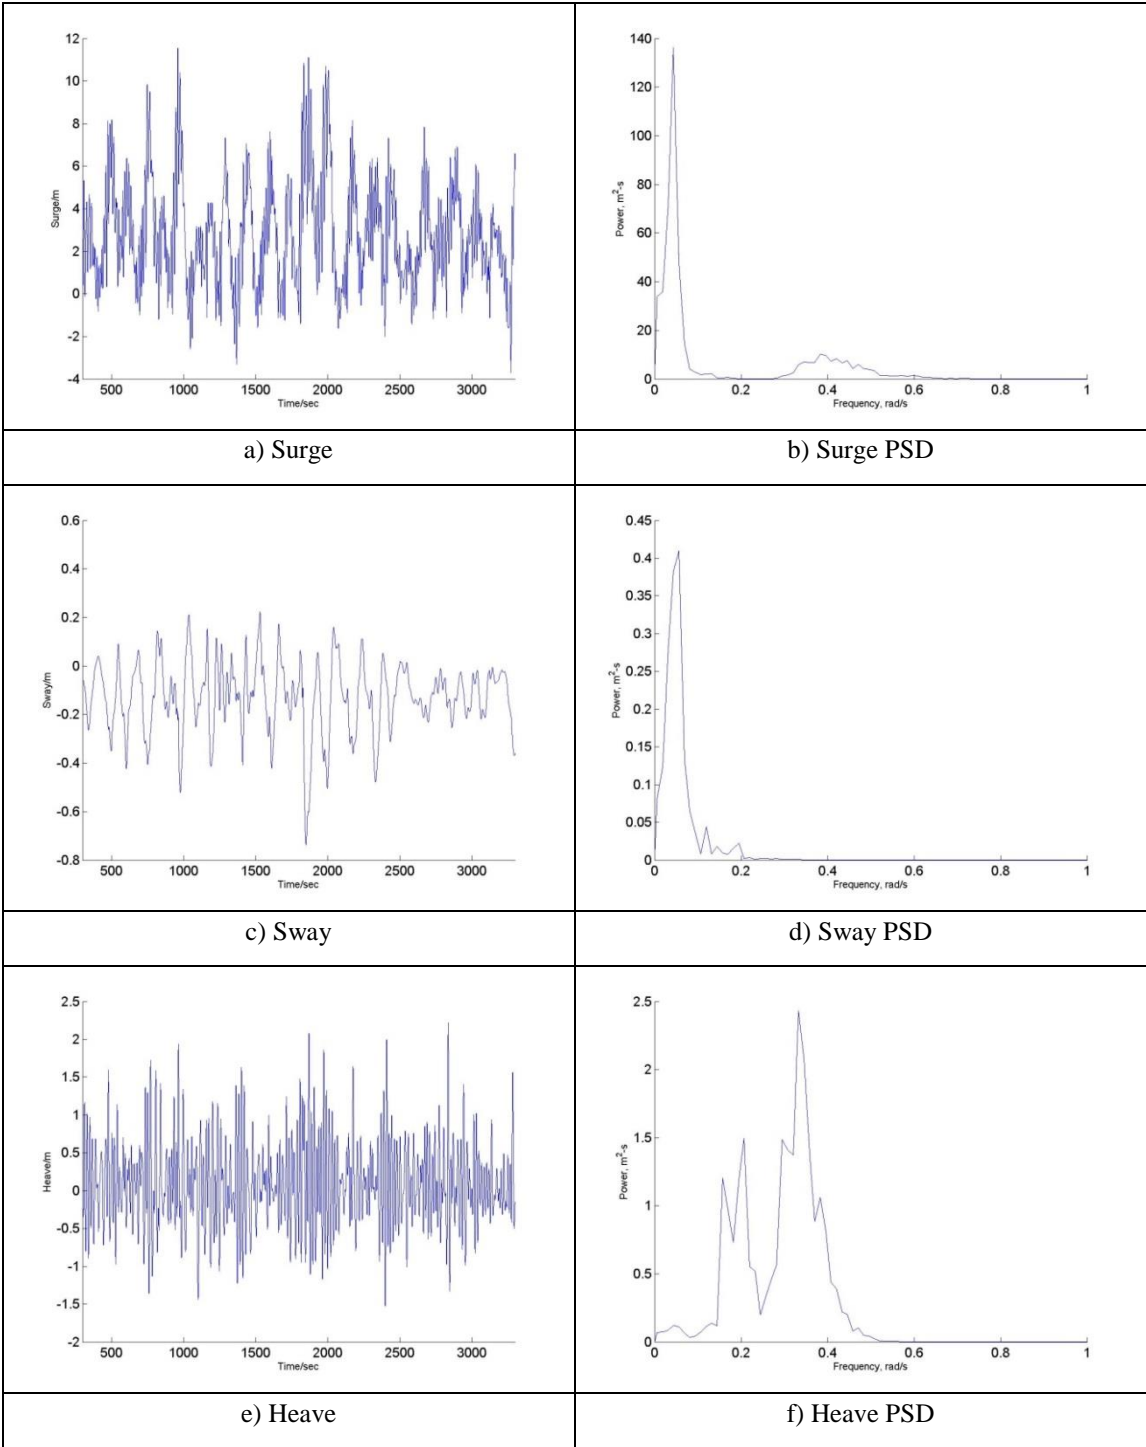 12
10
8
6
4
2
0
-2
-4
Surge/m
500 1000 1500 2000 2500 3000
Time/sec
140
120
100
80
60
40
20
0
Power, m²-s
0 0.2 0.4 0.6 0.8 1
Frequency, rad/s
a) Surge
b) Surge PSD
0.6
0.4
0.2
0
-0.2
-0.4
-0.6
-0.8
Sway/m
500 1000 1500 2000 2500 3000
Time/sec
0.45
0.4
0.35
0.3
0.25
0.2
0.15
0.1
0.05
0
Power, m²-s
0 0.2 0.4 0.6 0.8 1
Frequency, rad/s
c) Sway
d) Sway PSD
2.5
2
1.5
1
0.5
0
-0.5
-1
-1.5
-2
Heave/m
500 1000 1500 2000 2500 3000
Time/sec
2.5
2
1.5
1
0.5
0
Power, m²-s
0 0.2 0.4 0.6 0.8 1
Frequency, rad/s
e) Heave
f) Heave PSD